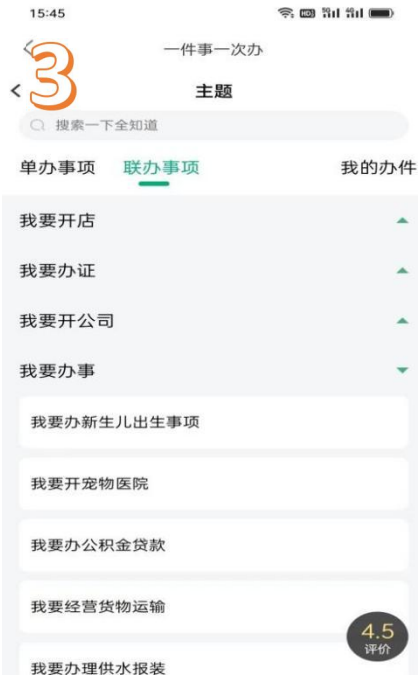 15:45
HD 5G 4G
一件事一次办
3
主题
搜索一下全知道
单办事项 联办事项 我的办件
我要开店
我要办证
我要开公司
我要办事
我要办新生儿出生事项
我要开宠物医院
我要办公积金贷款
我要经营货物运输
4.5
评价
我要办理供水报装